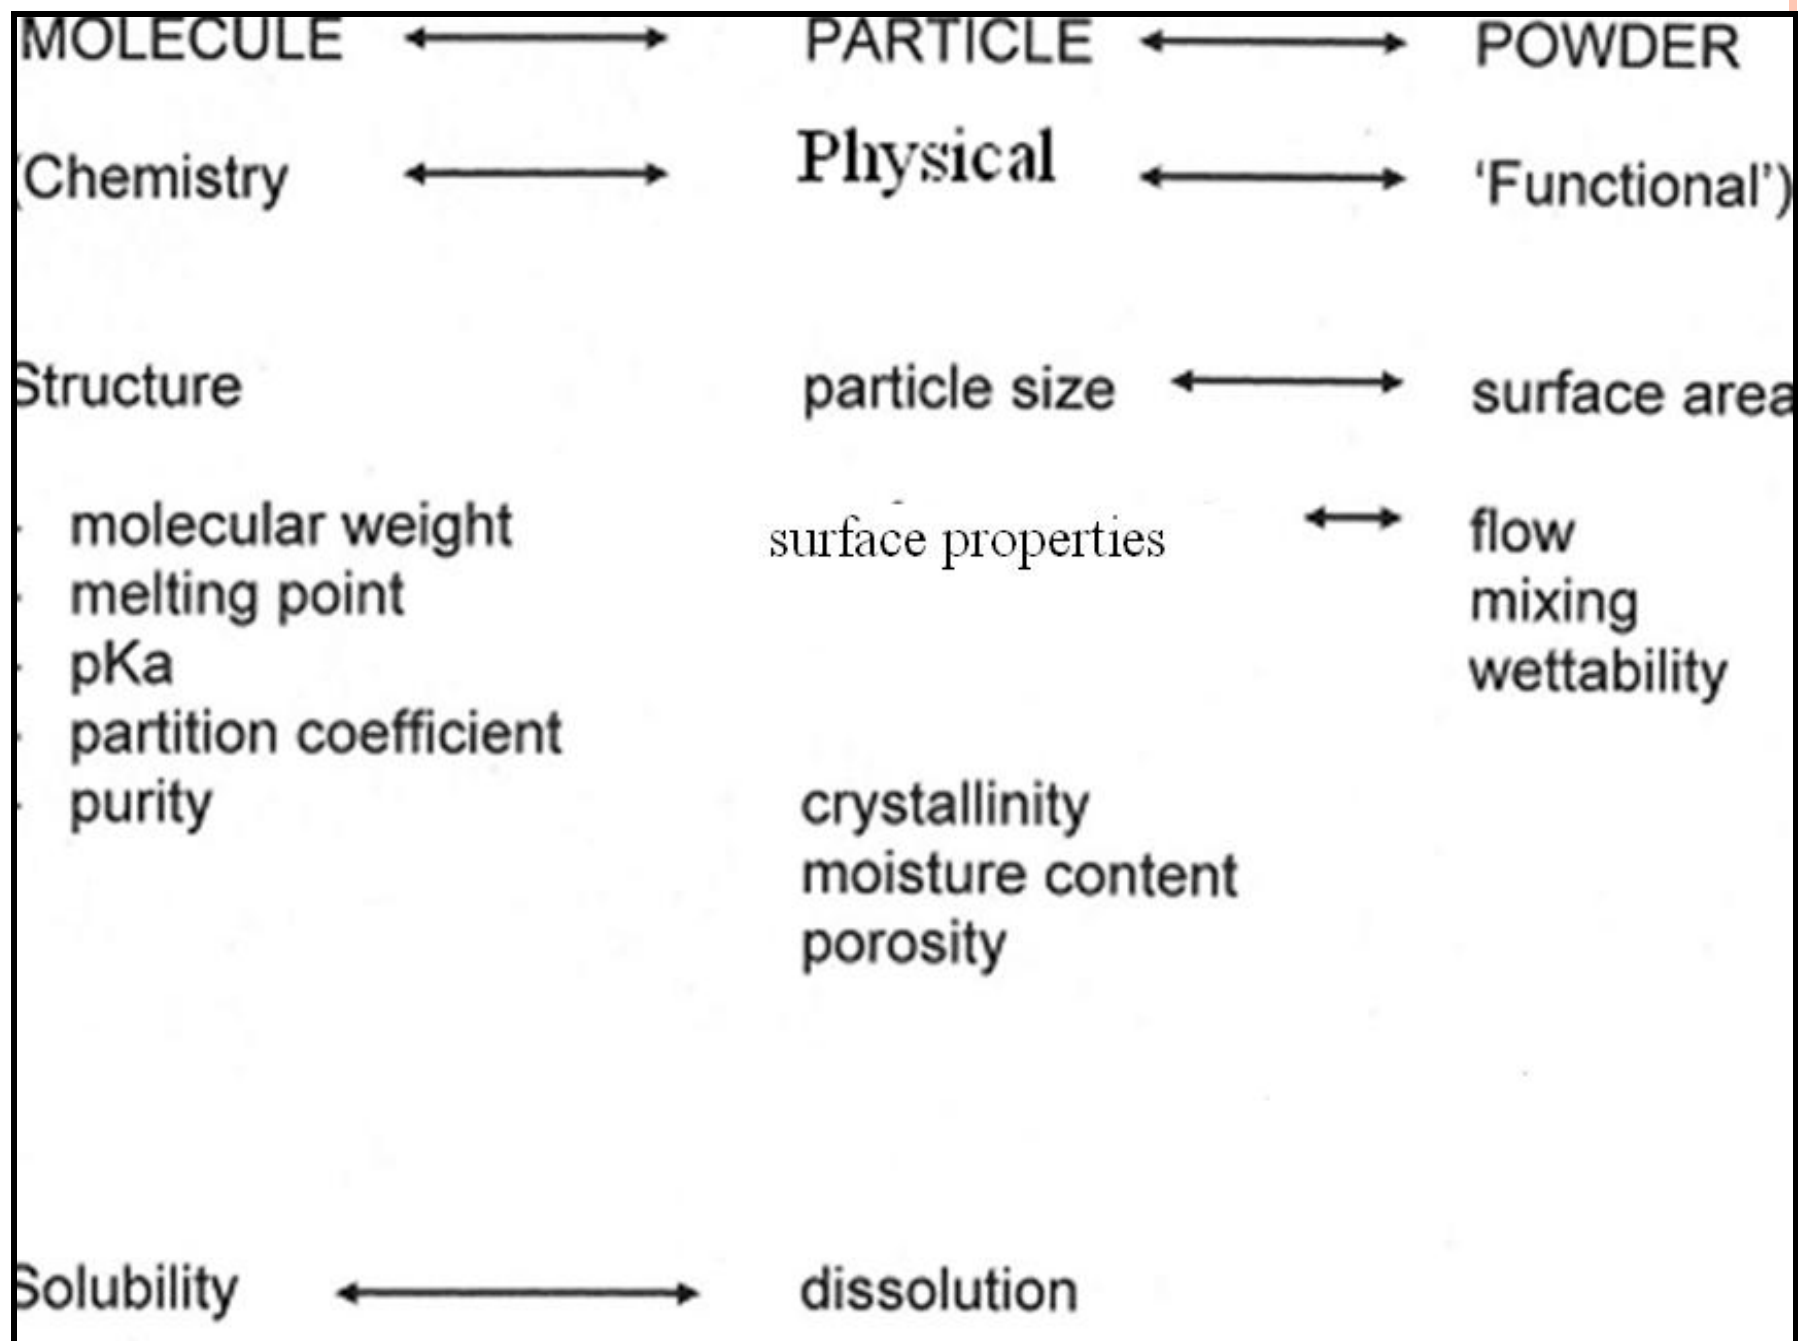 MOLECULE PARTICLE POWDER
(Chemistry Physical ‘Functional’)
Structure particle size surface area
- molecular weight surface properties flow
- melting point mixing
- pKa wettability
- partition coefficient
- purity crystallinity
moisture content
porosity
Solubility dissolution